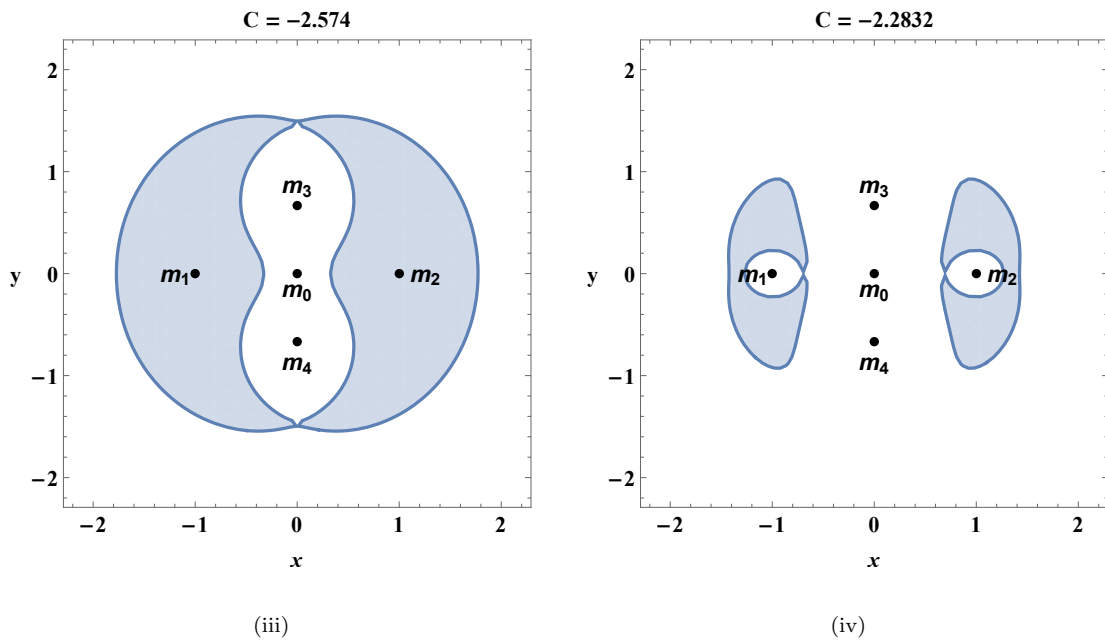 C = −2.574
2
1
y 0
−1
−2
−2 −1 0 1 2
x
m3
m1 m0 m2
m4
(iii)
C = −2.2832
2
1
y 0
−1
−2
−2 −1 0 1 2
x
m3
m1 m0 m2
m4
(iv)